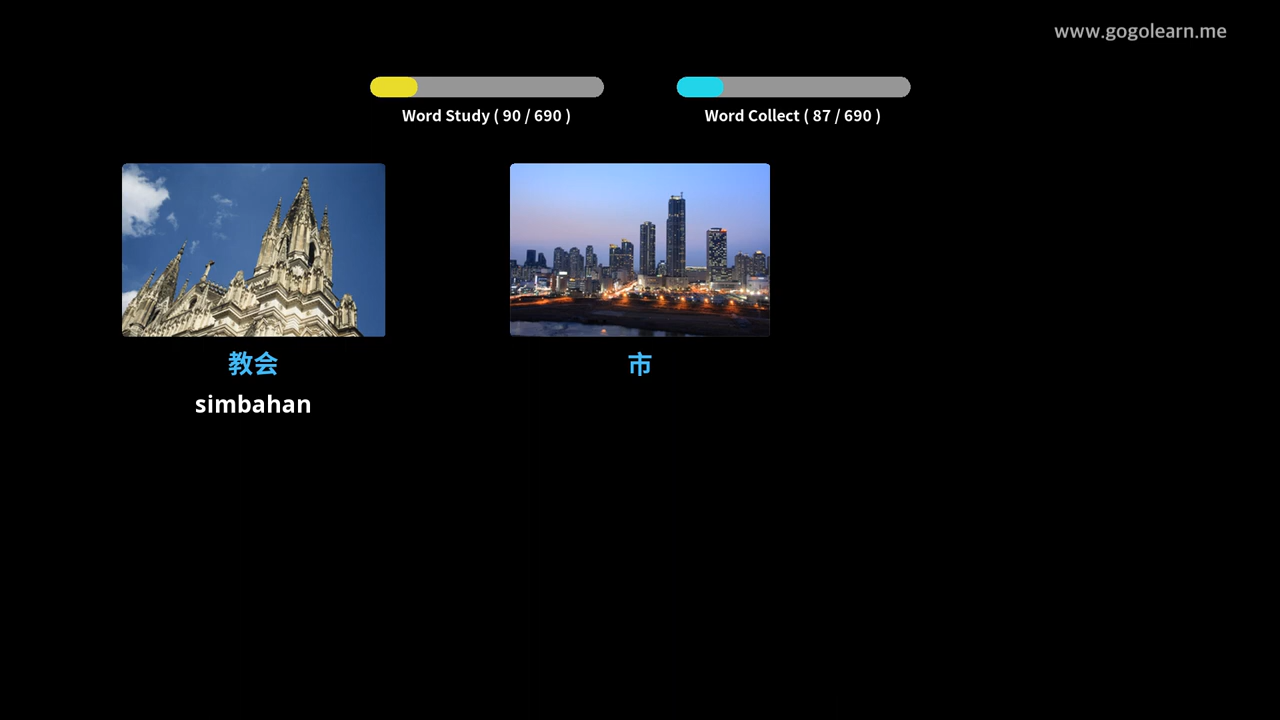 www.gogolearn.me
Word Study ( 90 / 690 )
Word Collect ( 87 / 690 )
教会
市
simbahan